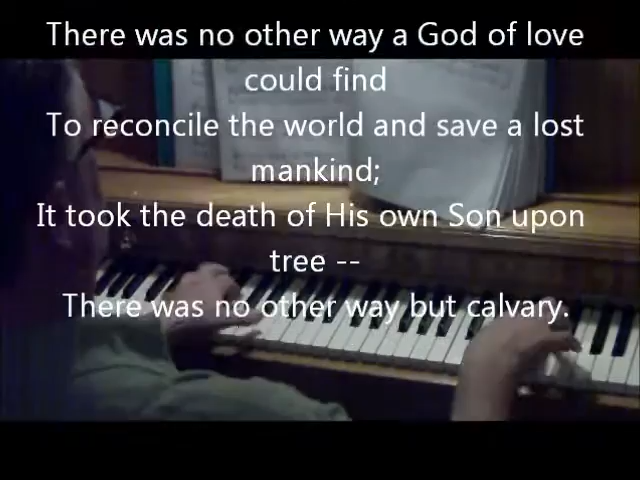 There was no other way a God of love
could find
To reconcile the world and save a lost
mankind;
It took the death of His own Son upon
tree --
There was no other way but calvary.